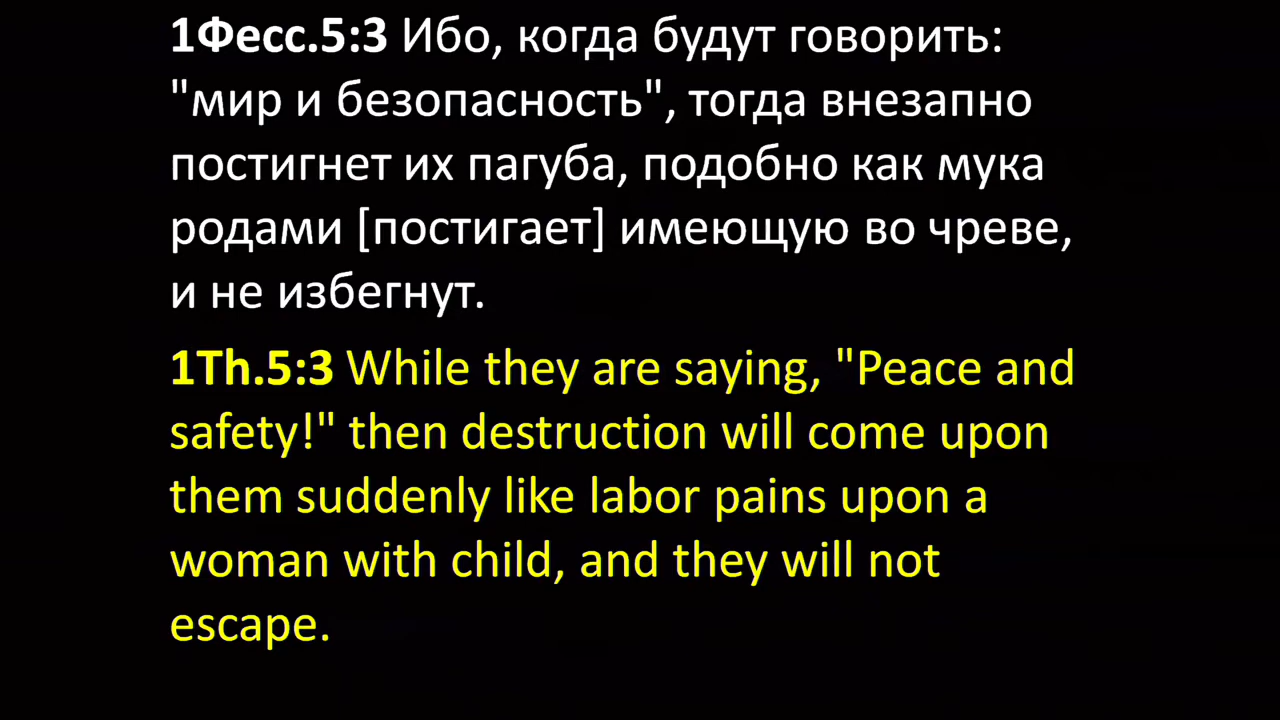 1Фесс.5:3 Ибо, когда будут говорить:
"мир и безопасность", тогда внезапно
постигнет их пагуба, подобно как мука
родами [постигает] имеющую во чреве,
и не избегнут.
1Th.5:3 While they are saying, "Peace and
safety!" then destruction will come upon
them suddenly like labor pains upon a
woman with child, and they will not
escape.